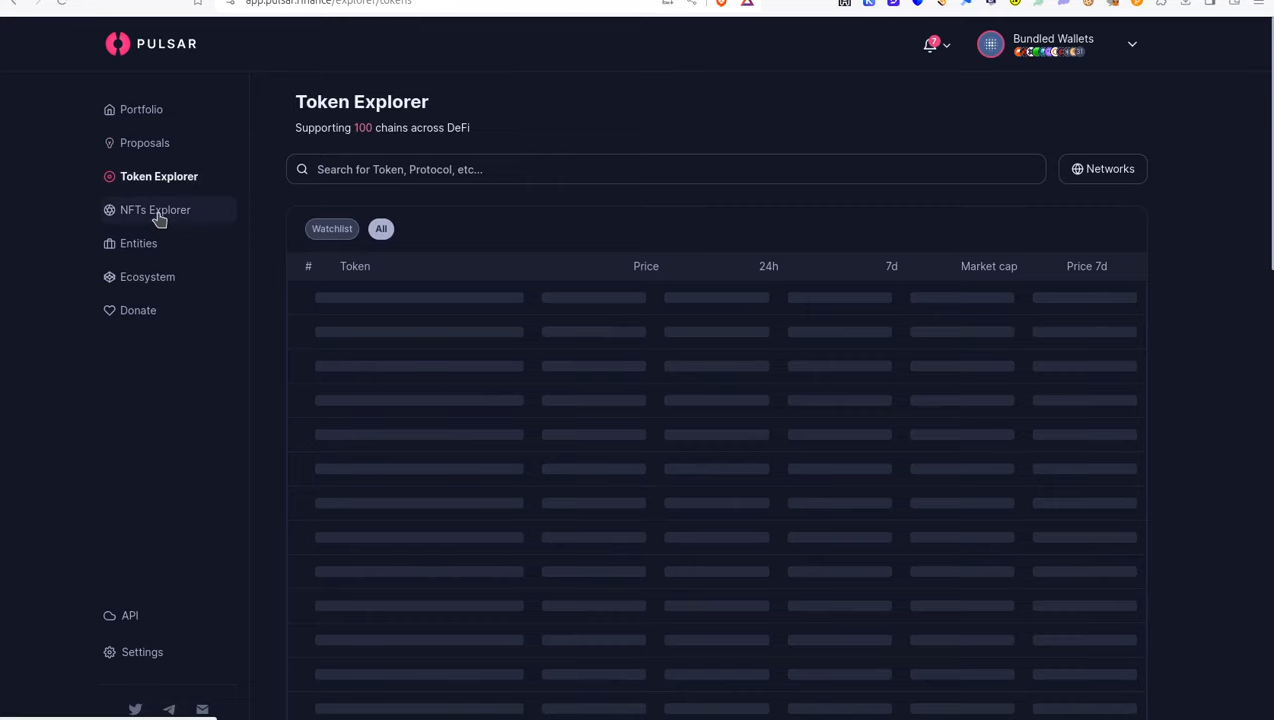 app.pulsar.finance/explorer/tokens
PULSAR
7
Bundled Wallets
31
Portfolio
Proposals
Token Explorer
NFTs Explorer
Entities
Ecosystem
Donate
API
Settings
Token Explorer
Supporting 100 chains across DeFi
Search for Token, Protocol, etc...
Networks
Watchlist
All
# Token Price 24h 7d Market cap Price 7d